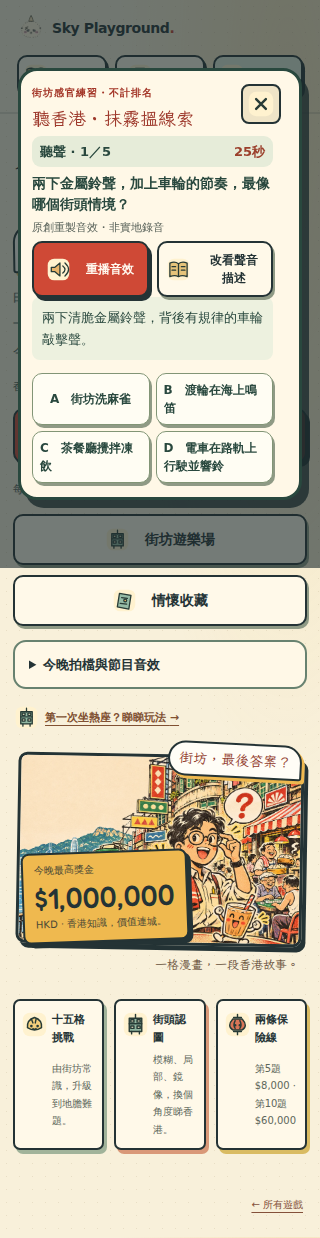 Sky Playground.
街坊感官練習·不計排名
聽香港·抹霧搵線索
聽聲·1／5
25秒
兩下金屬鈴聲，加上車輪的節奏，最像
哪個街頭情境？
原創重製音效·非實地錄音
重播音效
改看聲音
描述
兩下清脆金屬鈴聲，背後有規律的車輪
敲擊聲。
A 街坊洗麻雀
B 渡輪在海上鳴
笛
C 茶餐廳攪拌凍
飲
D 電車在路軌上
行駛並響鈴
街坊遊樂場
情懷收藏
今晚拍檔與節目音效
第一次坐熱座？睇睇玩法 →
街坊，最後答案？
?
今晚最高獎金
$1,000,000
HKD · 香港知識，價值連城。
一格漫畫，一段香港故事。
十五格
挑戰
由街坊常
識，升級
到地膽難
題。
街頭認
圖
模糊、局
部、鏡
像，換個
角度睇香
港。
兩條保
險線
第5題
$8,000 ·
第10題
$60,000
← 所有遊戲